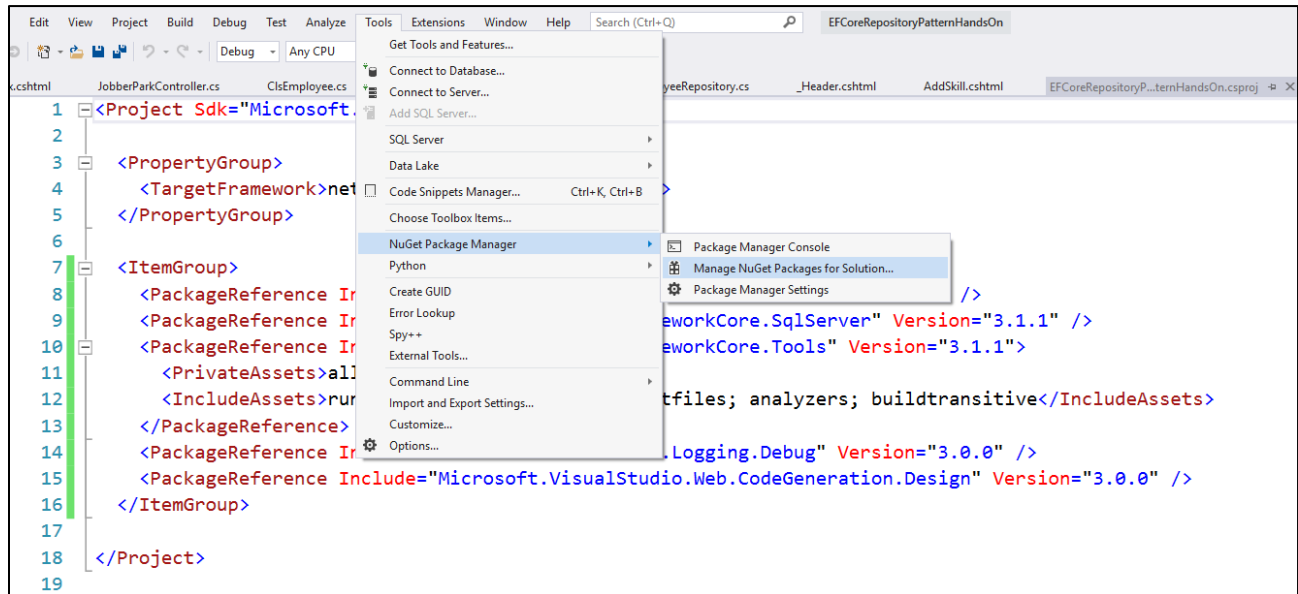 Edit View Project Build Debug Test Analyze Tools Extensions Window Help Search (Ctrl+Q) EFCoreRepositoryPatternHandsOn
Debug Any CPU
x.cshtml JobberParkController.cs ClsEmployee.cs yeeRepository.cs _Header.cshtml AddSkill.cshtml EFCoreRepositoryP...ternHandsOn.csproj
Get Tools and Features...
Connect to Database...
Connect to Server...
Add SQL Server...
SQL Server
Data Lake
Code Snippets Manager... Ctrl+K, Ctrl+B
Choose Toolbox Items...
NuGet Package Manager
Python
Create GUID
Error Lookup
Spy++
External Tools...
Command Line
Import and Export Settings...
Customize...
Options...
Package Manager Console
Manage NuGet Packages for Solution...
Package Manager Settings
1 <Project Sdk="Microsoft.
2
3 <PropertyGroup>
4 <TargetFramework>net >
5 </PropertyGroup>
6
7 <ItemGroup>
8 <PackageReference In />
9 <PackageReference In eworkCore.SqlServer" Version="3.1.1" />
10 <PackageReference In eworkCore.Tools" Version="3.1.1">
11 <PrivateAssets>all
12 <IncludeAssets>run tfiles; analyzers; buildtransitive</IncludeAssets>
13 </PackageReference>
14 <PackageReference In .Logging.Debug" Version="3.0.0" />
15 <PackageReference Include="Microsoft.VisualStudio.Web.CodeGeneration.Design" Version="3.0.0" />
16 </ItemGroup>
17
18 </Project>
19